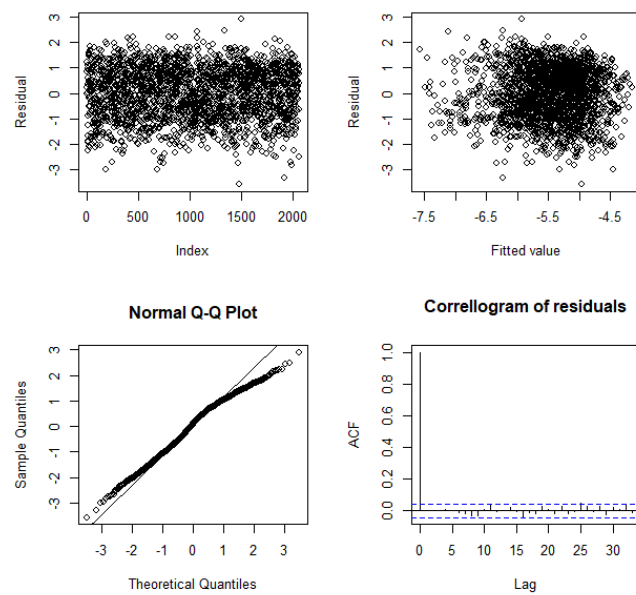 Residual
3
2
1
0
-1
-2
-3
0 500 1000 1500 2000
Index
Residual
3
2
1
0
-1
-2
-3
-7.5 -6.5 -5.5 -4.5
Fitted value
Normal Q-Q Plot
Sample Quantiles
3
2
1
0
-1
-2
-3
-3 -2 -1 0 1 2 3
Theoretical Quantiles
Correllogram of residuals
ACF
1.0
0.8
0.6
0.4
0.2
0.0
0 5 10 15 20 25 30
Lag